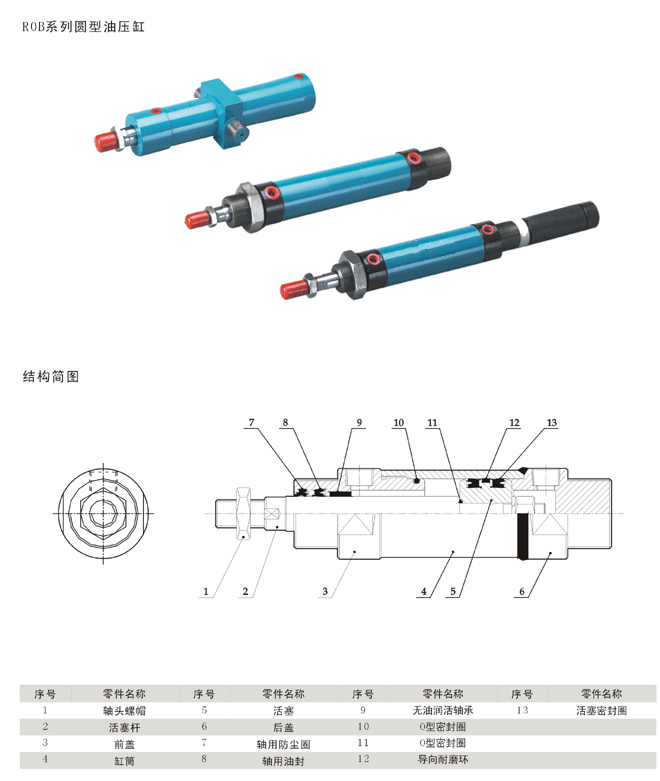 ROB系列圆型油压缸
结构简图
7 8 9 10 11 12 13
1 2 3 4 5 6
序号 零件名称 序号 零件名称 序号 零件名称 序号 零件名称
1 轴头螺帽 5 活塞 9 无油润活轴承 13 活塞密封圈
2 活塞杆 6 后盖 10 O型密封圈
3 前盖 7 轴用防尘圈 11 O型密封圈
4 缸筒 8 轴用油封 12 导向耐磨环